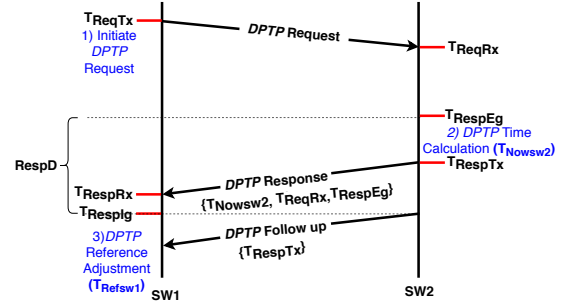 TReqTx
1) Initiate
DPTP
Request
DPTP Request
TReqRx
TRespEg
2) DPTP Time
Calculation (TNowsw2)
TRespTx
RespD
DPTP Response
{TNowsw2, TReqRx,TRespEg}
TRespRx
TRespIg
3)DPTP
Reference
Adjustment
(TRefsw1)
DPTP Follow up
{TRespTx}
SW1
SW2